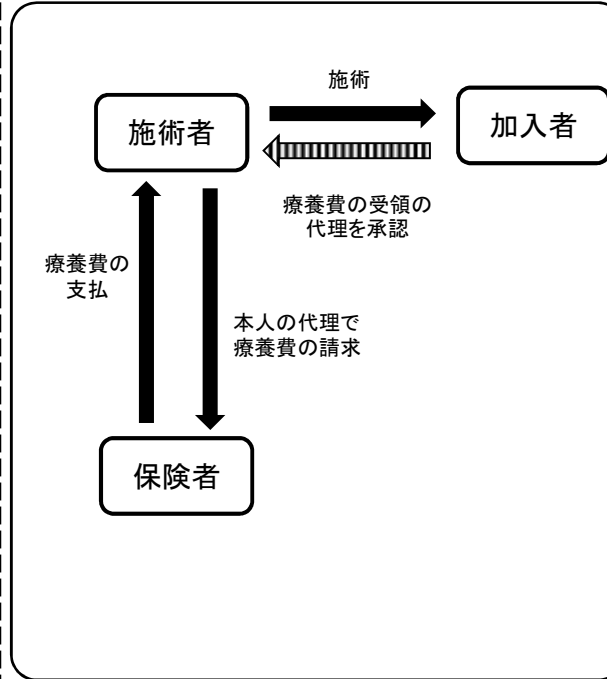 施術
施術者
加入者
療養費の受領の
代理を承認
療養費の
支払
本人の代理で
療養費の請求
保険者